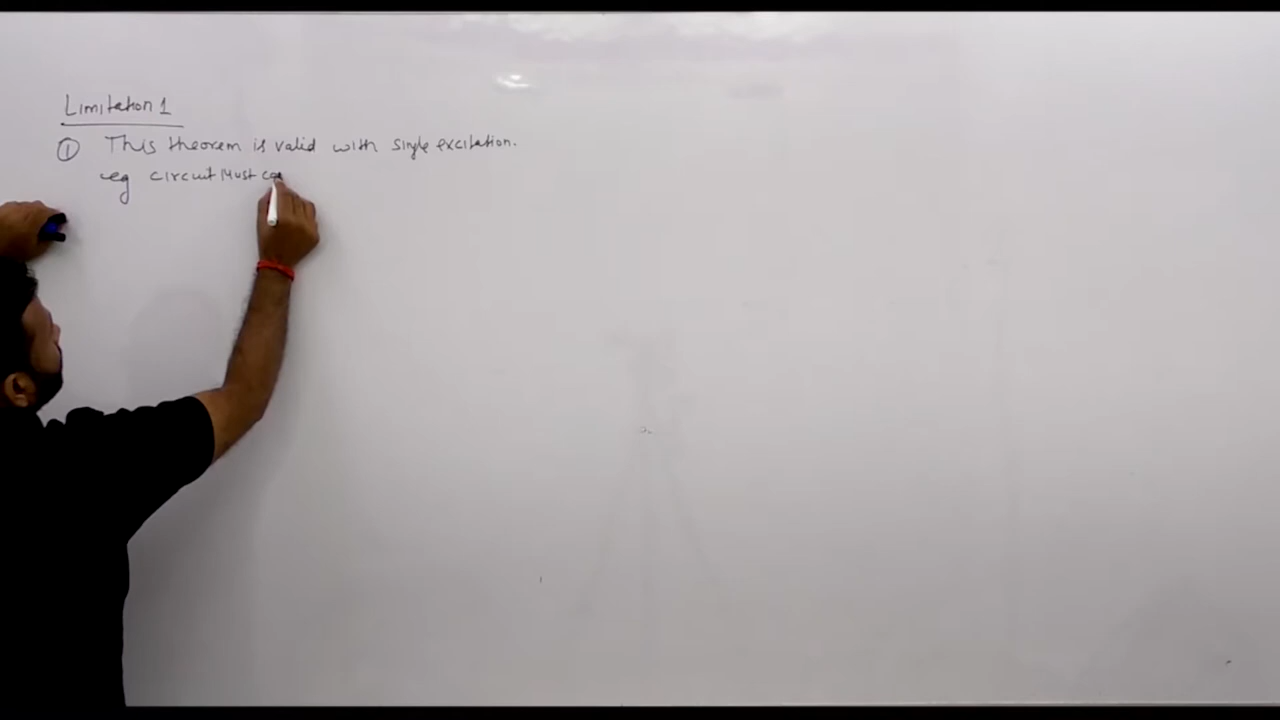 Limitation 1
① This theorem is valid with single excitation.
eg circuit Must co